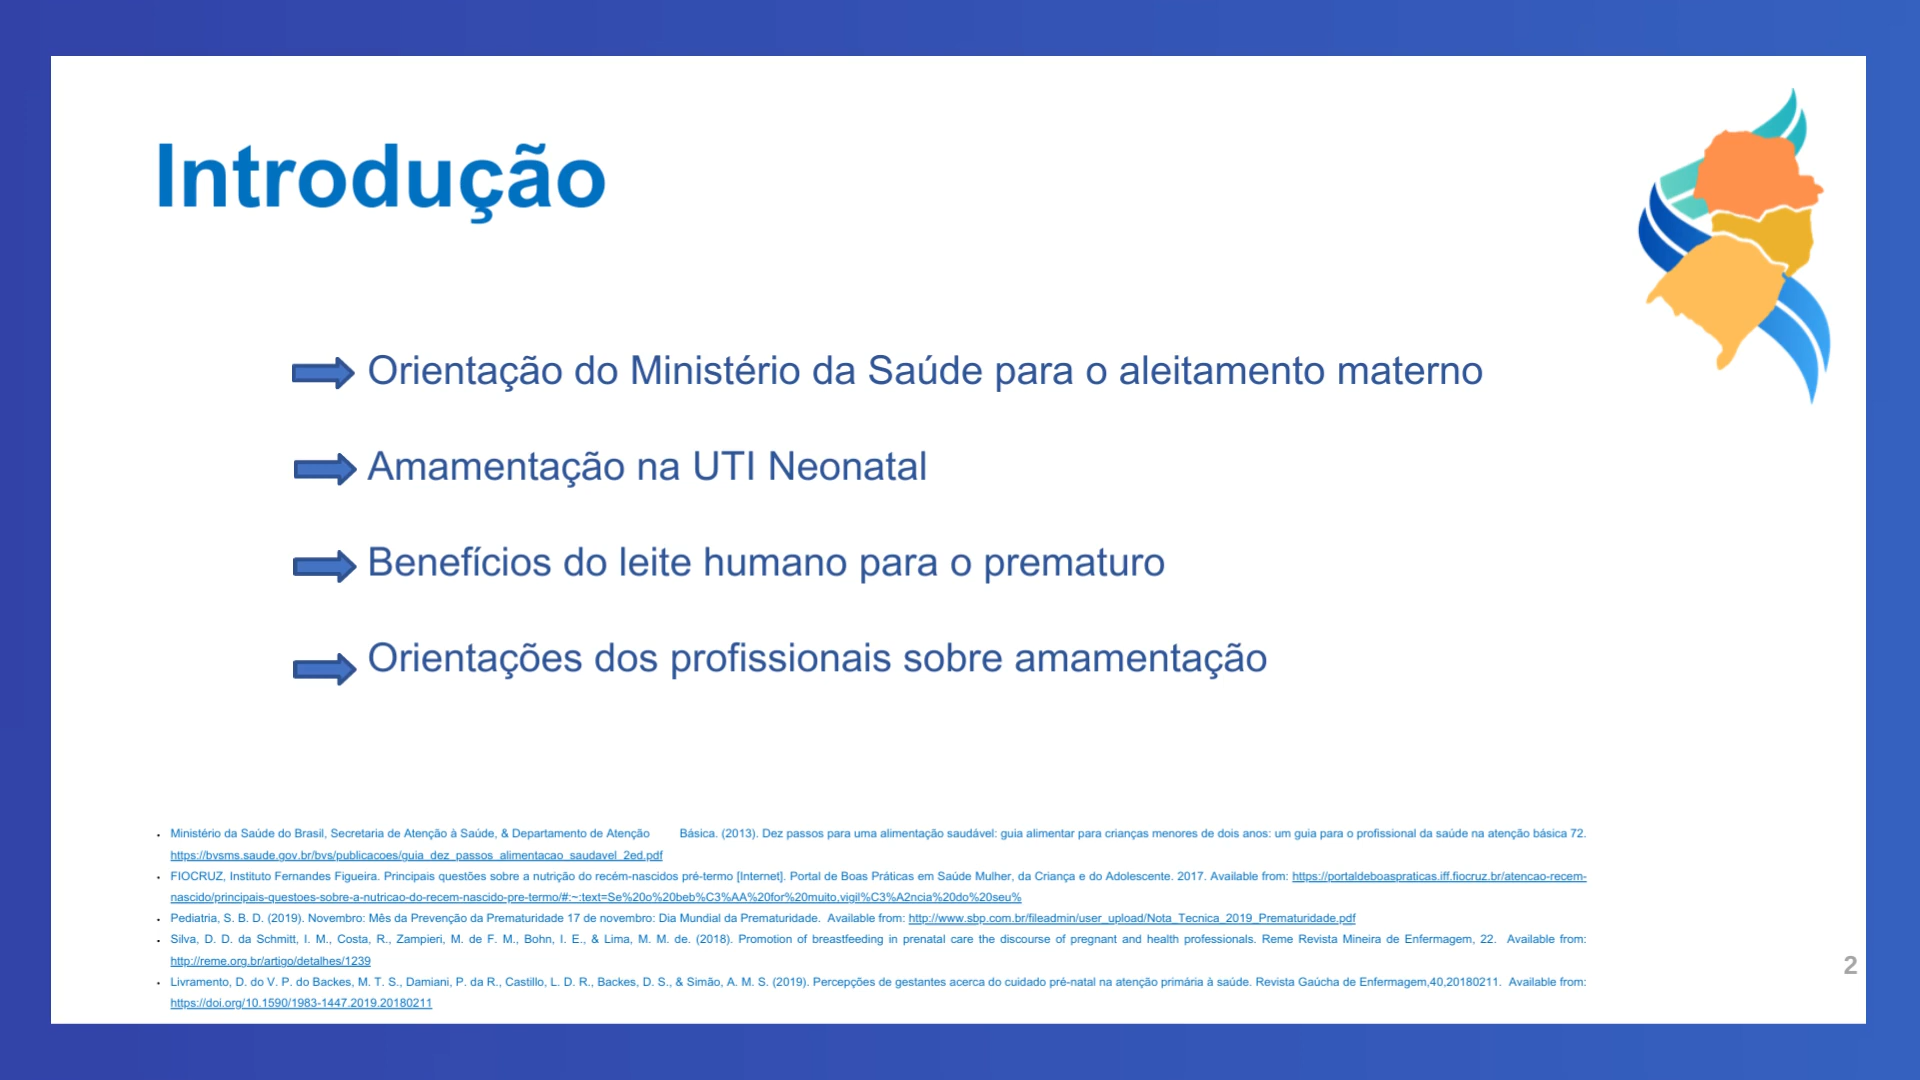 Introdução
Orientação do Ministério da Saúde para o aleitamento materno
Amamentação na UTI Neonatal
Benefícios do leite humano para o prematuro
Orientações dos profissionais sobre amamentação
• Ministério da Saúde do Brasil, Secretaria de Atenção à Saúde, & Departamento de Atenção Básica. (2013). Dez passos para uma alimentação saudável: guia alimentar para crianças menores de dois anos: um guia para o profissional da saúde na atenção básica 72.
https://bvsms.saude.gov.br/bvs/publicacoes/guia_dez_passos_alimentacao_saudavel_2ed.pdf
• FIOCRUZ, Instituto Fernandes Figueira. Principais questões sobre a nutrição do recém-nascidos pré-termo [Internet]. Portal de Boas Práticas em Saúde Mulher, da Criança e do Adolescente. 2017. Available from: https://portaldeboaspraticas.iff.fiocruz.br/atencao-recem-
nascido/principais-questoes-sobre-a-nutricao-do-recem-nascido-pre-termo/#:~:text=Se%20o%20beb%C3%AA%20for%20muito,vigil%C3%A2ncia%20do%20seu%
• Pediatria, S. B. D. (2019). Novembro: Mês da Prevenção da Prematuridade 17 de novembro: Dia Mundial da Prematuridade. Available from: http://www.sbp.com.br/fileadmin/user_upload/Nota_Tecnica_2019_Prematuridade.pdf
• Silva, D. D. da Schmitt, I. M., Costa, R., Zampieri, M. de F. M., Bohn, I. E., & Lima, M. M. de. (2018). Promotion of breastfeeding in prenatal care the discourse of pregnant and health professionals. Reme Revista Mineira de Enfermagem, 22. Available from:
http://reme.org.br/artigo/detalhes/1239
• Livramento, D. do V. P. do Backes, M. T. S., Damiani, P. da R., Castillo, L. D. R., Backes, D. S., & Simão, A. M. S. (2019). Percepções de gestantes acerca do cuidado pré-natal na atenção primária à saúde. Revista Gaúcha de Enfermagem,40,20180211. Available from:
https://doi.org/10.1590/1983-1447.2019.20180211
2